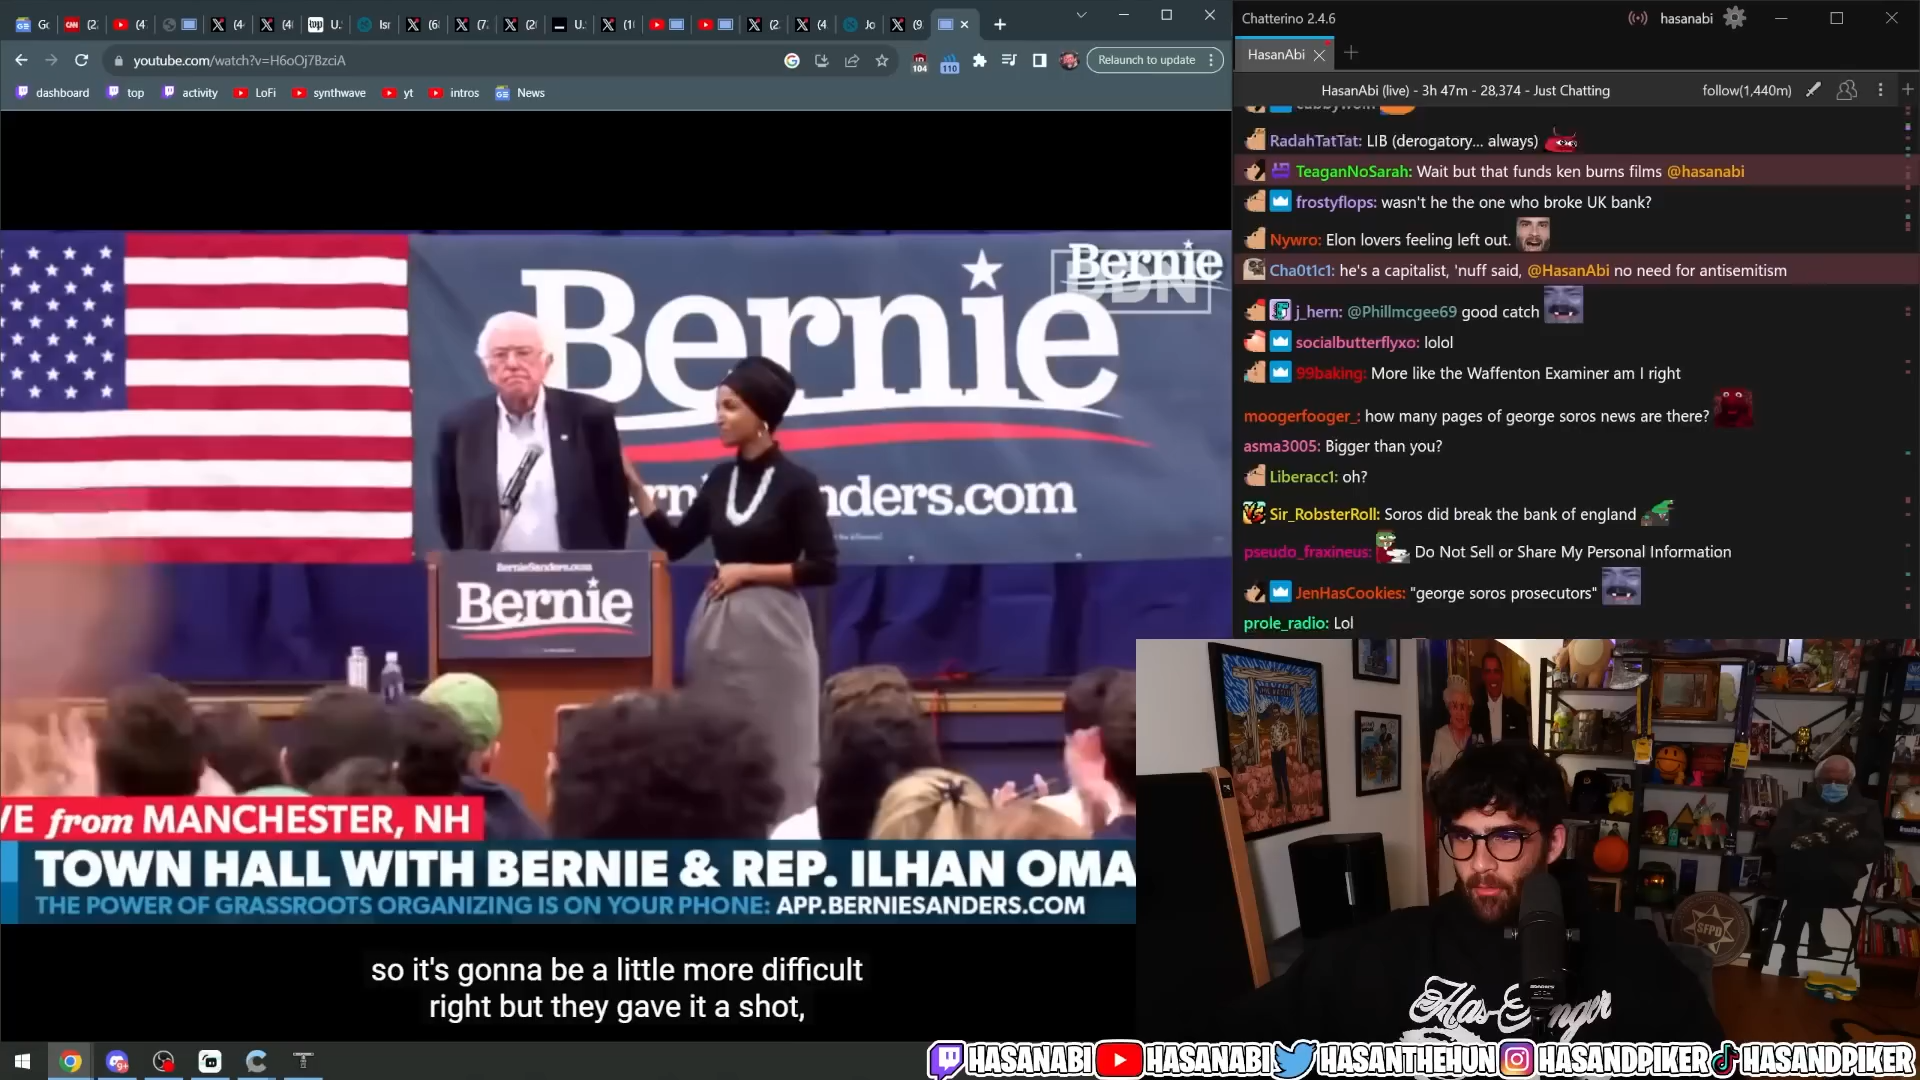 Relaunch to update
youtube.com/watch?v=H6oOj7BzciA
104
110
dashboard
top
activity
LoFi
synthwave
yt
intros
News
Bernie
Bernie
DDN
nders.com
BernieSanders.com
Bernie
VE from MANCHESTER, NH
TOWN HALL WITH BERNIE & REP. ILHAN OMA
THE POWER OF GRASSROOTS ORGANIZING IS ON YOUR PHONE: APP.BERNIESANDERS.COM
so it's gonna be a little more difficult
right but they gave it a shot,
Chatterino 2.4.6
hasanabi
HasanAbi
HasanAbi (live) - 3h 47m - 28,374 - Just Chatting
follow(1,440m)
RadahTatTat: LIB (derogatory... always)
TeaganNoSarah: Wait but that funds ken burns films @hasanabi
frostyflops: wasn't he the one who broke UK bank?
Nywro: Elon lovers feeling left out.
Cha0t1c1: he's a capitalist, 'nuff said, @HasanAbi no need for antisemitism
j_hern: @Phillmcgee69 good catch
socialbutterflyxo: lolol
99baking: More like the Waffenton Examiner am I right
moogerfooger_: how many pages of george soros news are there?
asma3005: Bigger than you?
Liberacc1: oh?
Sir_RobsterRoll: Soros did break the bank of england
pseudo_fraxineus: Do Not Sell or Share My Personal Information
JenHasCookies: "george soros prosecutors"
prole_radio: Lol
SFPD
HASANABI HASANABI HASANTHEHUN HASANDPIKER HASANDPIKER